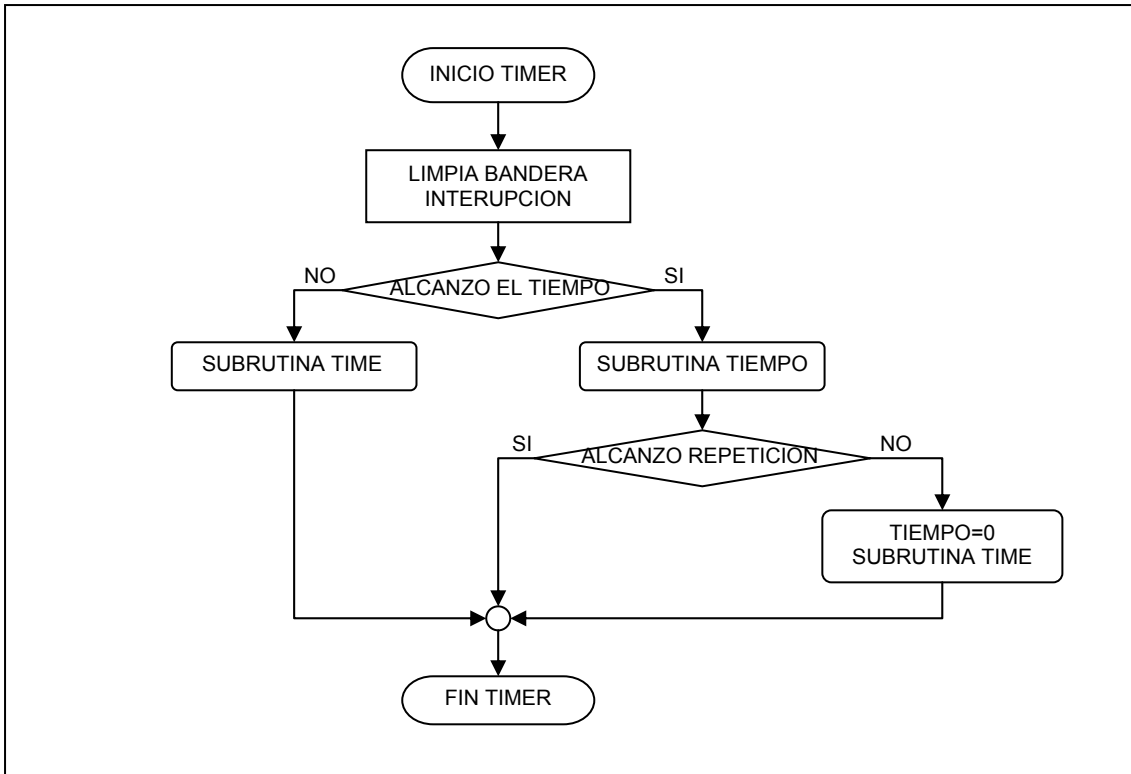 INICIO TIMER
LIMPIA BANDERA
INTERUPCION
NO
ALCANZO EL TIEMPO
SI
SUBRUTINA TIME
SUBRUTINA TIEMPO
SI
ALCANZO REPETICION
NO
TIEMPO=0
SUBRUTINA TIME
FIN TIMER